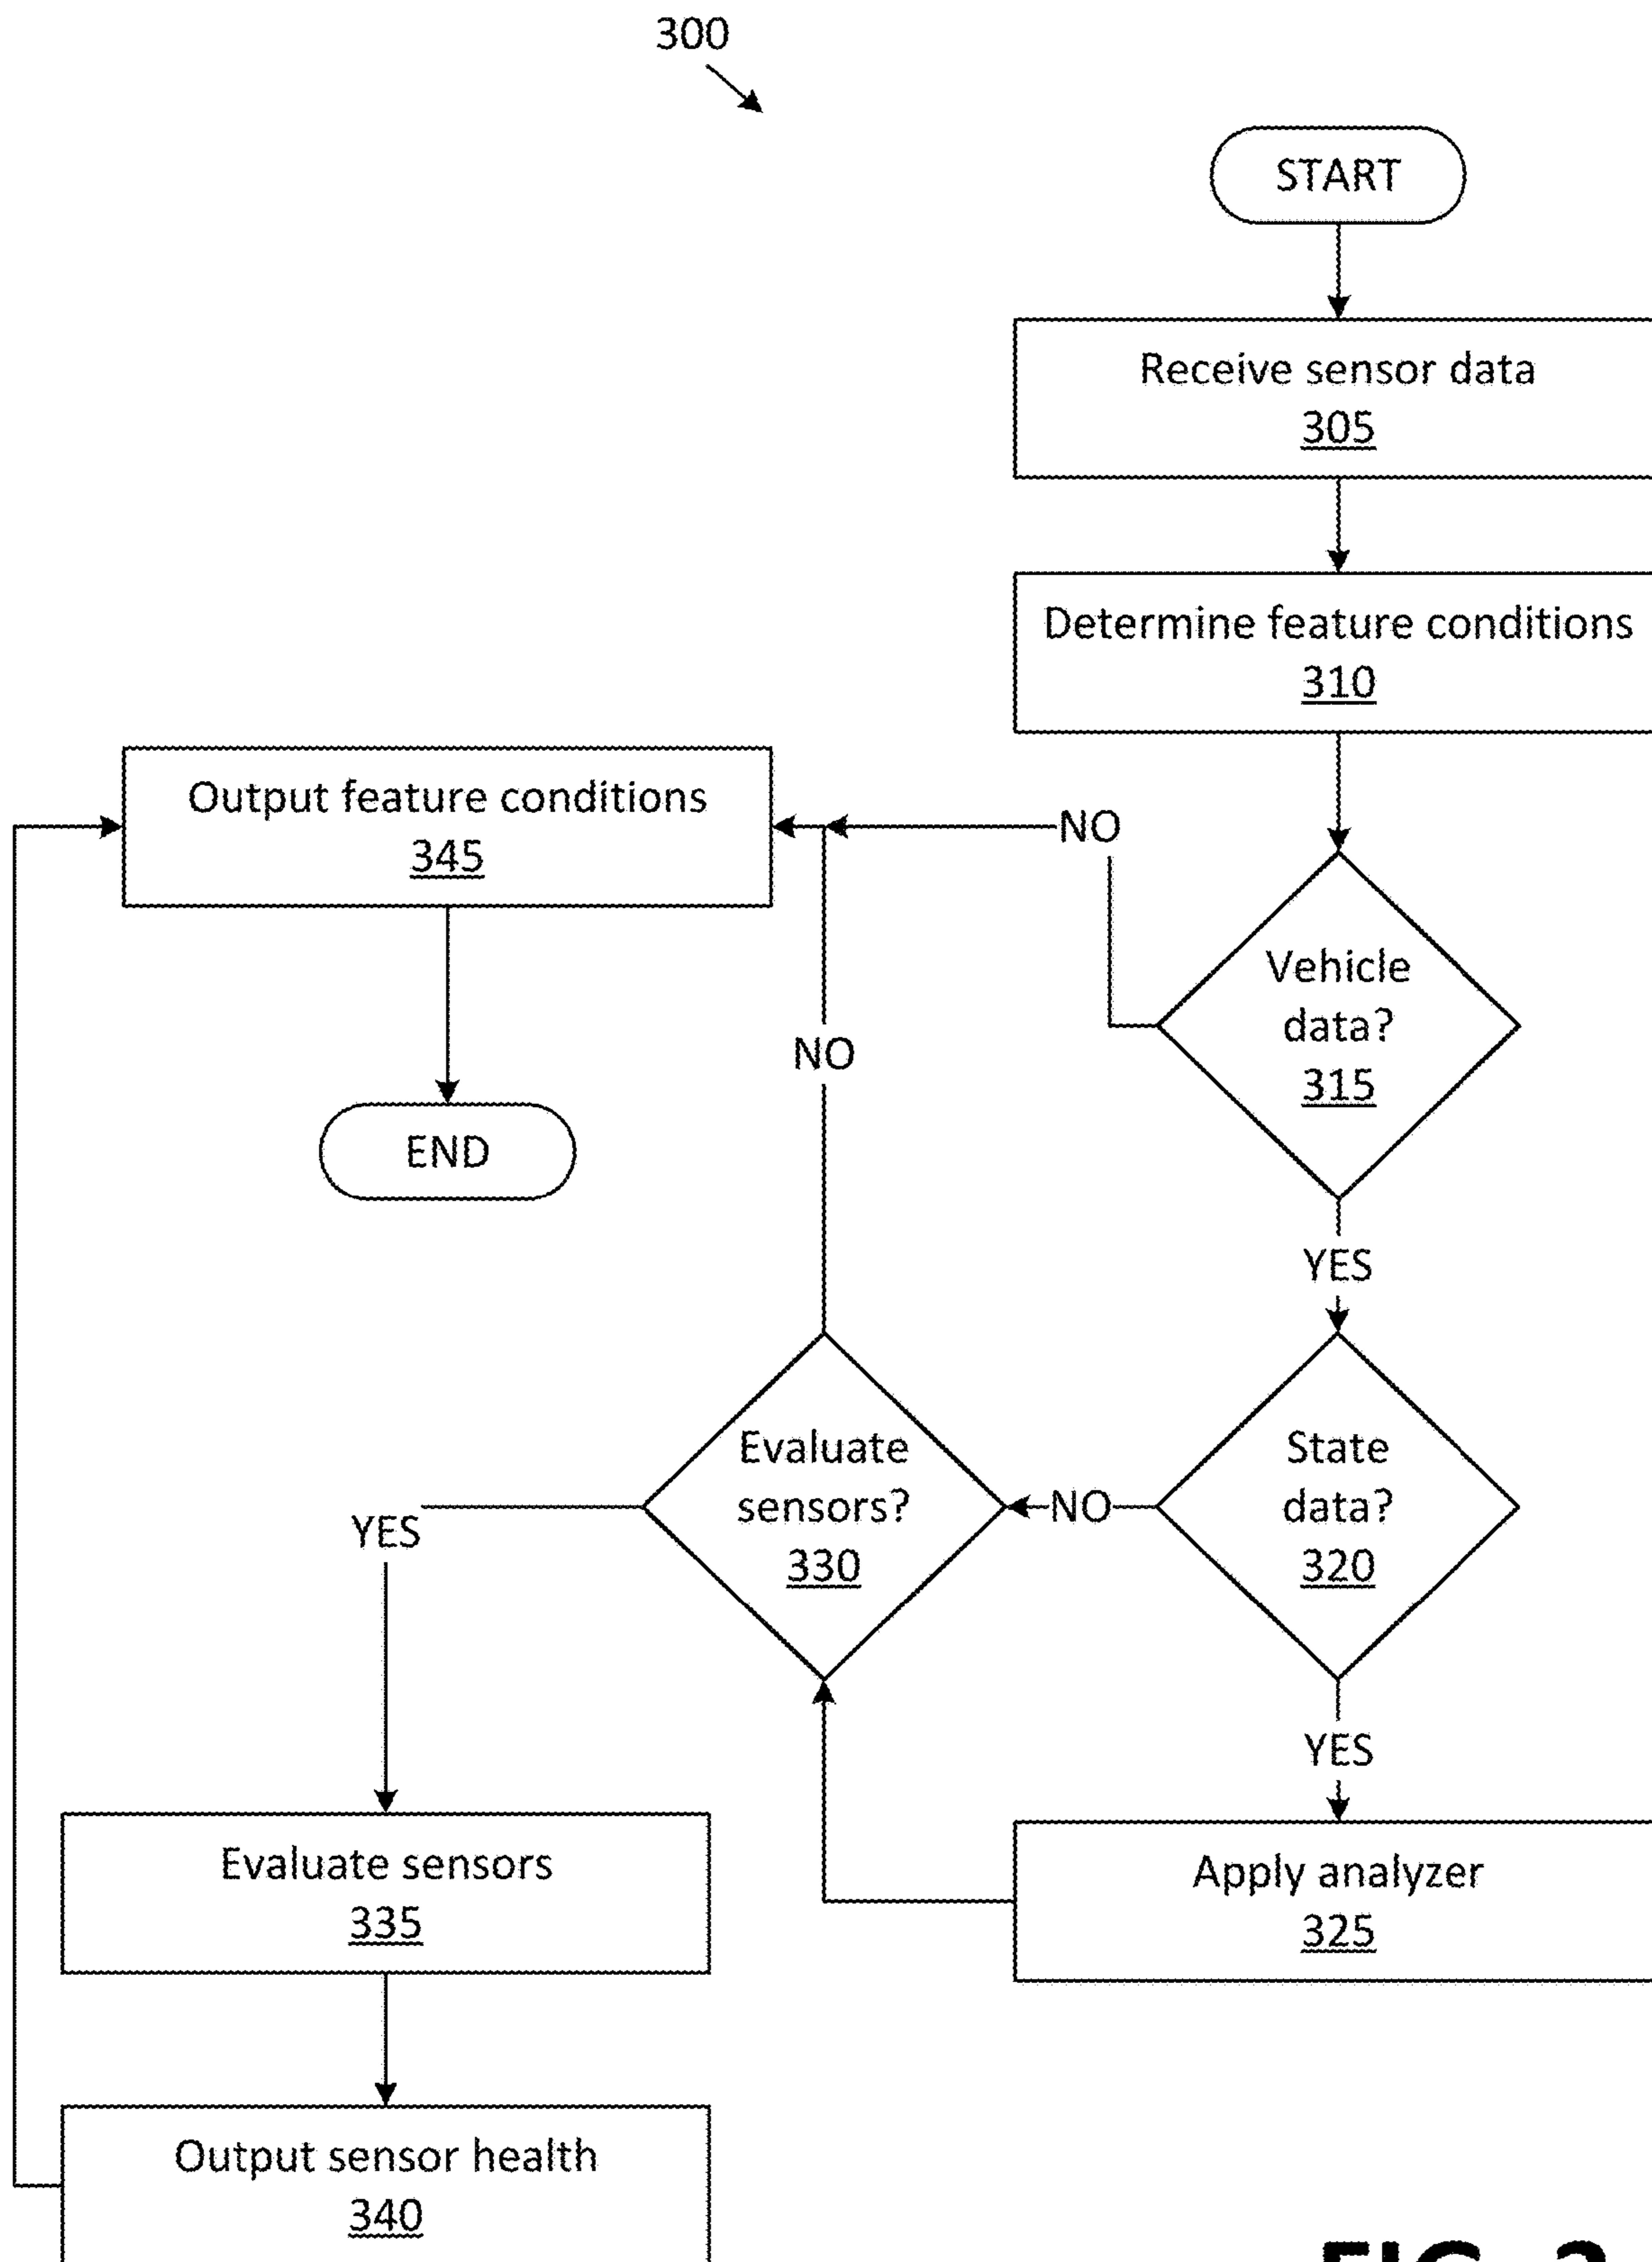 300
START
Receive sensor data
305
Determine feature conditions
310
Output feature conditions
345
NO
Vehicle
data?
315
NO
END
YES
Evaluate
sensors?
330
NO
State
data?
320
YES
YES
Evaluate sensors
335
Apply analyzer
325
Output sensor health
340